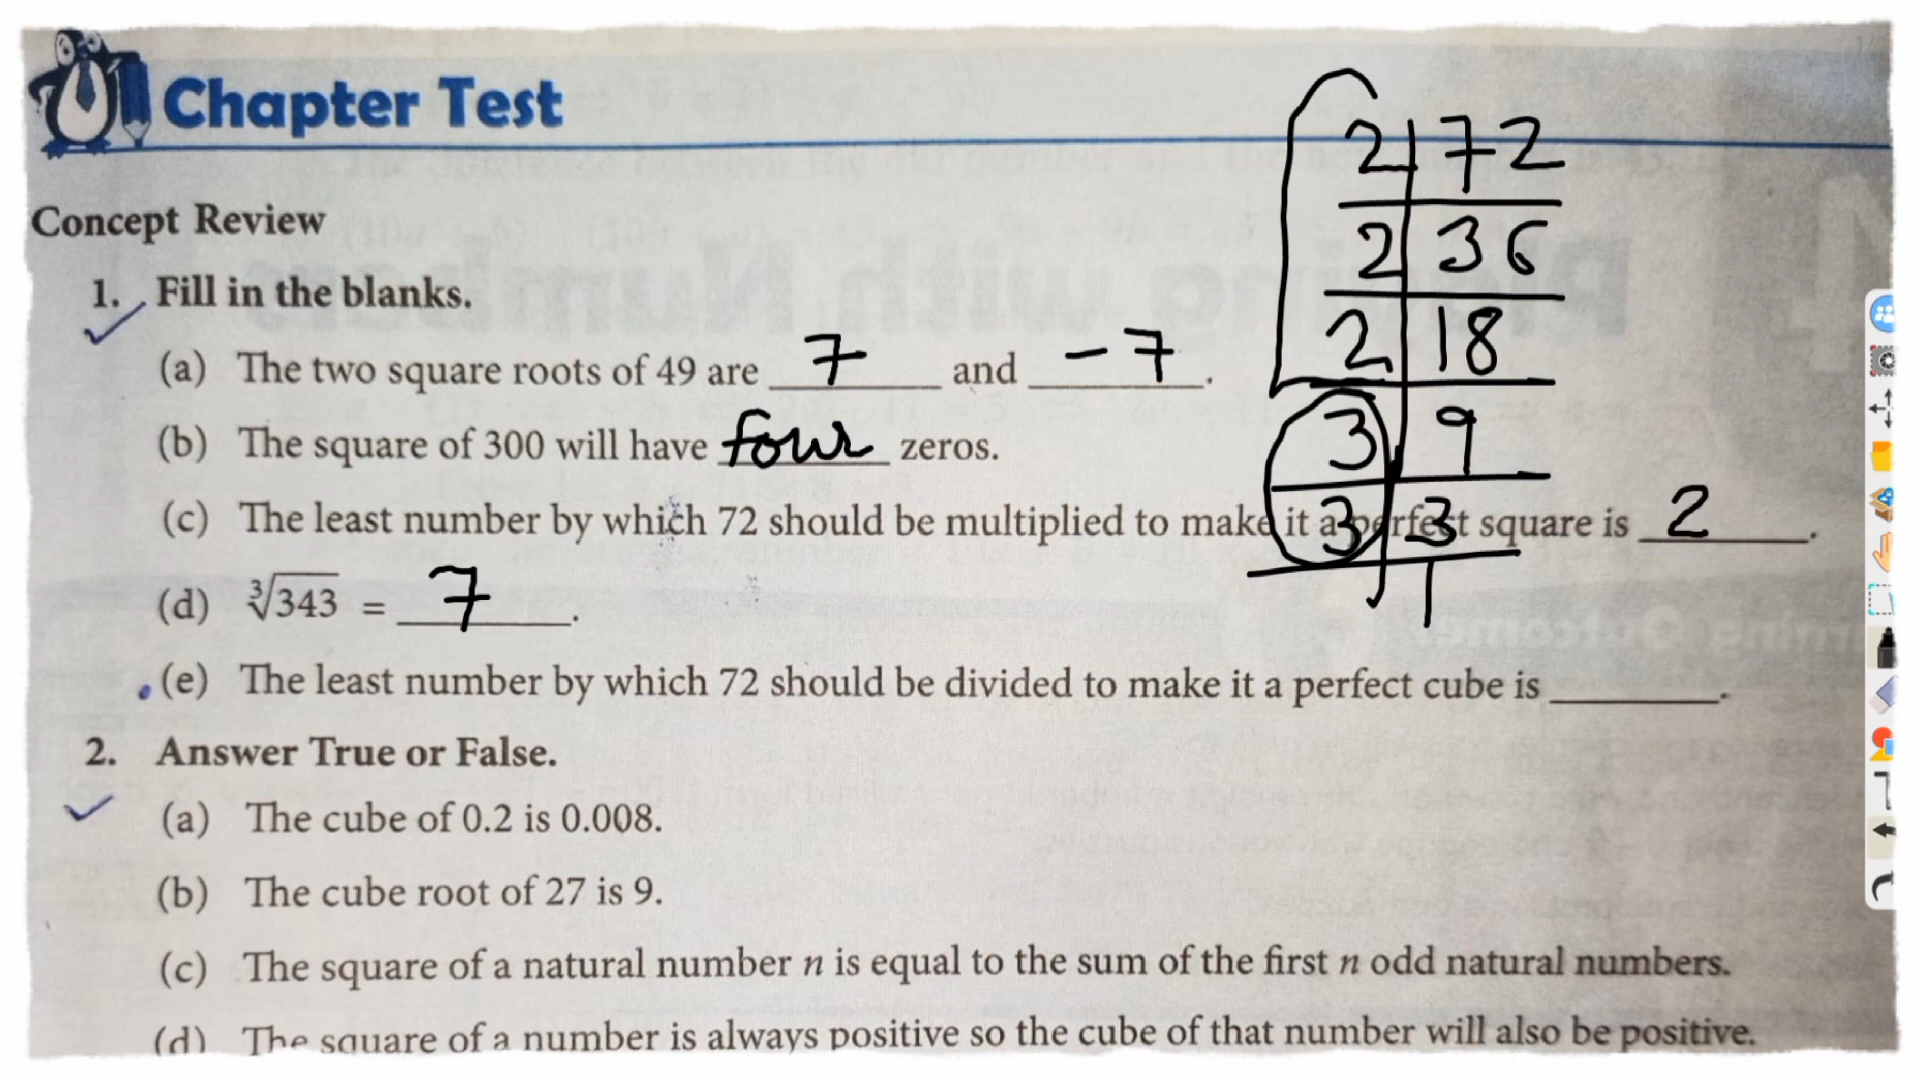 Chapter Test
Concept Review
1. Fill in the blanks.
(a) The two square roots of 49 are 7 and -7.
(b) The square of 300 will have four zeros.
(c) The least number by which 72 should be multiplied to make it a perfect square is 2.
(d) ∛343 = 7.
(e) The least number by which 72 should be divided to make it a perfect cube is ______.
2. Answer True or False.
(a) The cube of 0.2 is 0.008.
(b) The cube root of 27 is 9.
(c) The square of a natural number n is equal to the sum of the first n odd natural numbers.
(d) The square of a number is always positive so the cube of that number will also be positive.
2 | 72
2 | 36
2 | 18
3 | 9
3 | 3
1